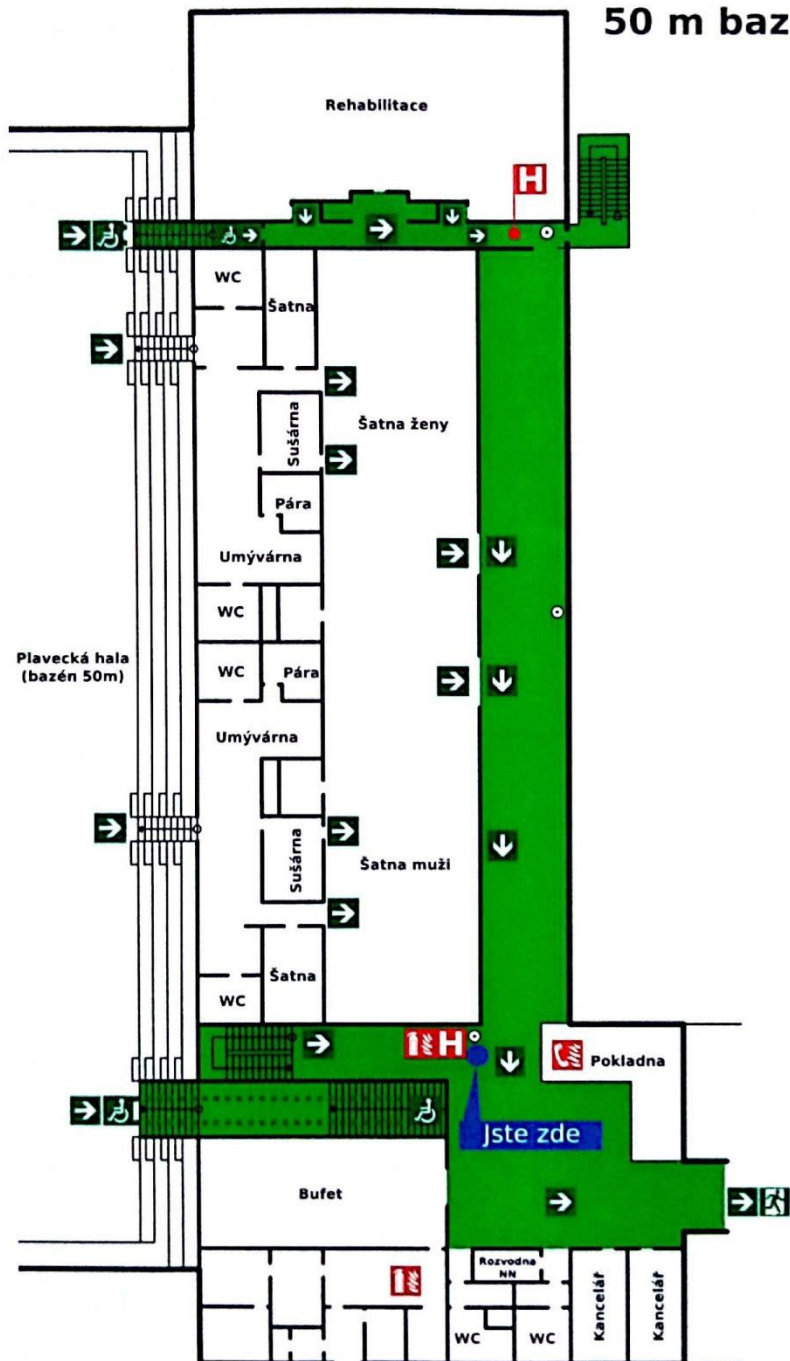 50 m baz
Rehabilitace
H
WC
Šatna
Šatna ženy
Sušárna
Pára
Umývárna
WC
Plavecká hala
(bazén 50m)
WC
Pára
Umývárna
Sušárna
Šatna muži
Šatna
WC
H
Pokladna
Jste zde
Bufet
Rozvodna
NN
WC
WC
Kancelář
Kancelář